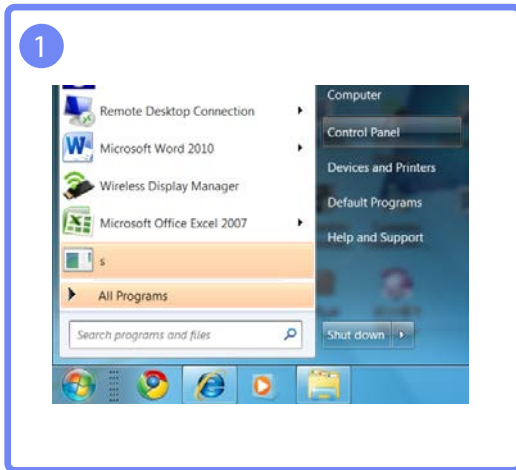 1
Remote Desktop Connection
Microsoft Word 2010
Wireless Display Manager
Microsoft Office Excel 2007
s
All Programs
Search programs and files
Computer
Control Panel
Devices and Printers
Default Programs
Help and Support
Shut down